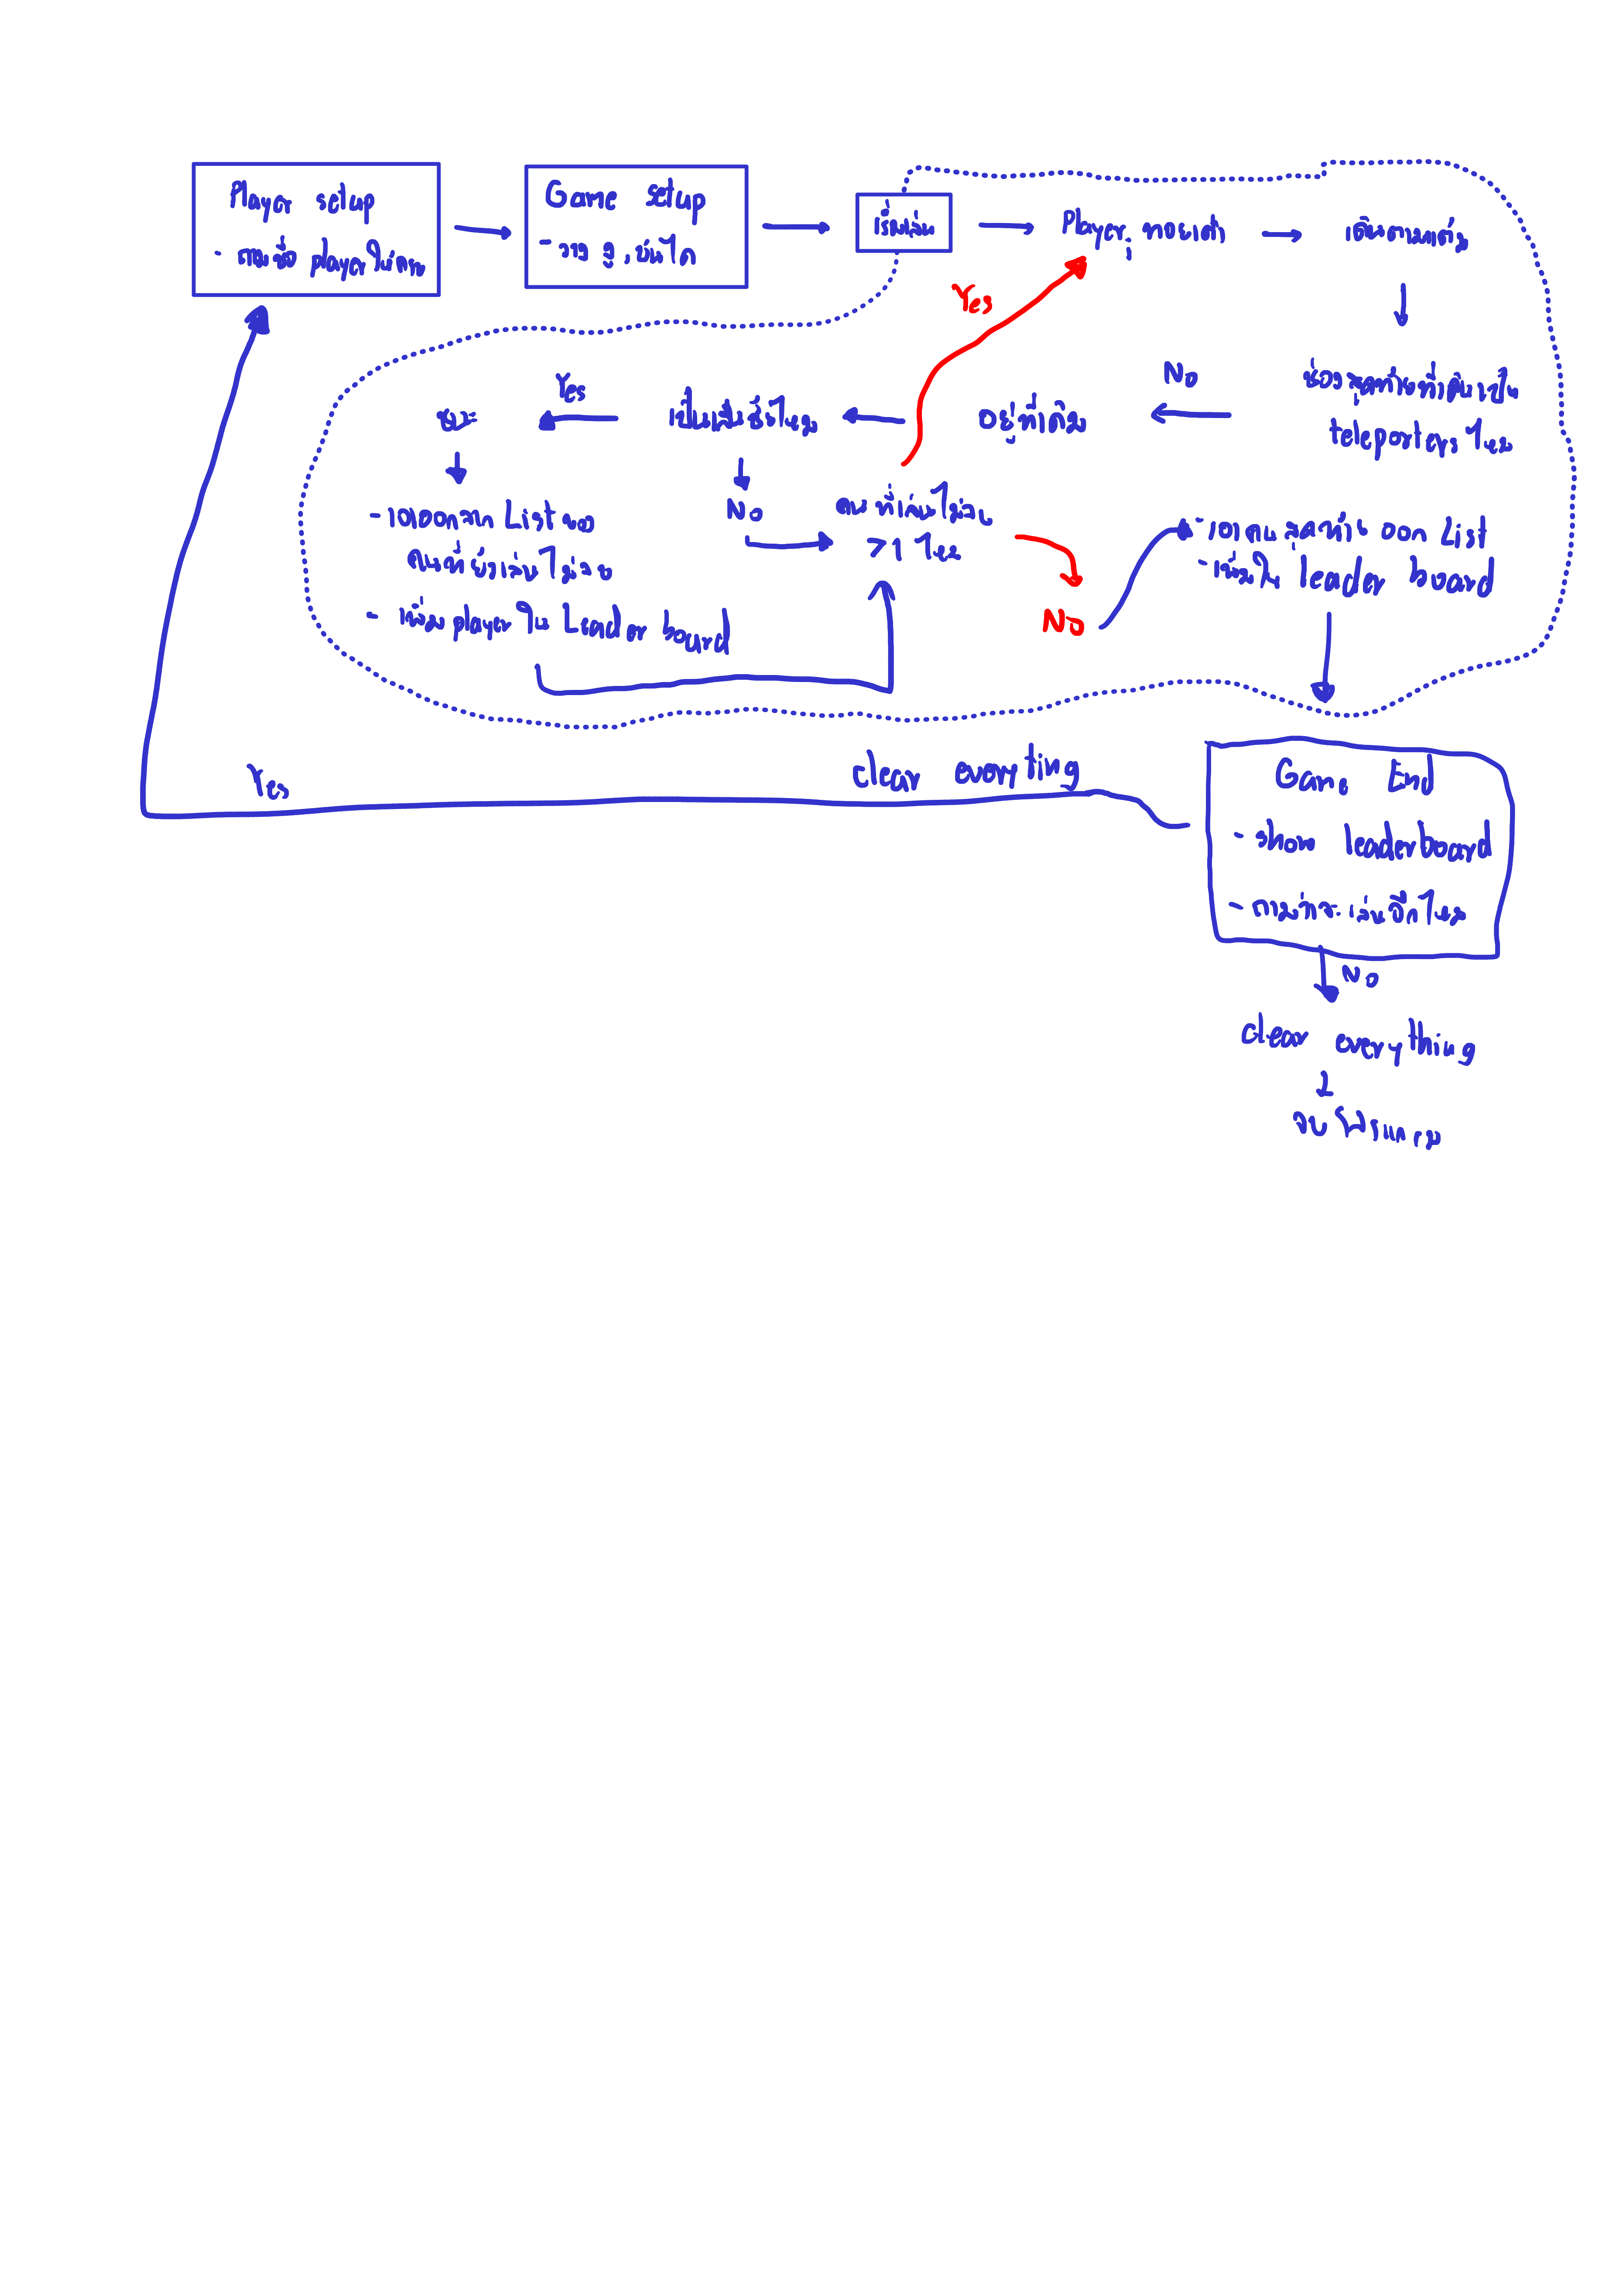 Player setup
- ถามชื่อ playerให้ครบ
Game setup
- วาง งู , บันได
เริ่มเล่น
Playerᵢ ทอยเต๋า
เดินตามแต้ม
ช่องสุดท้ายที่เดินเป็น
teleporters ไหม
No
อยู่ที่เดิม
เป็นเส้นชัยไหม
Yes
ชนะ
- เอาออกจาก List ของ
คนที่ยังเล่นไม่จบ
- เพิ่ม player ใน Leader board
No
คนที่เล่นไม่จบ
>1 ไหม
Yes
No
- เอาคนสุดท้าย ออก List
- เพิ่มใน leader board
Game End
- show leaderboard
- ถามว่าจะเล่นอีกไหม
clear everyting
Yes
No
clear everything
จบโปรแกรม